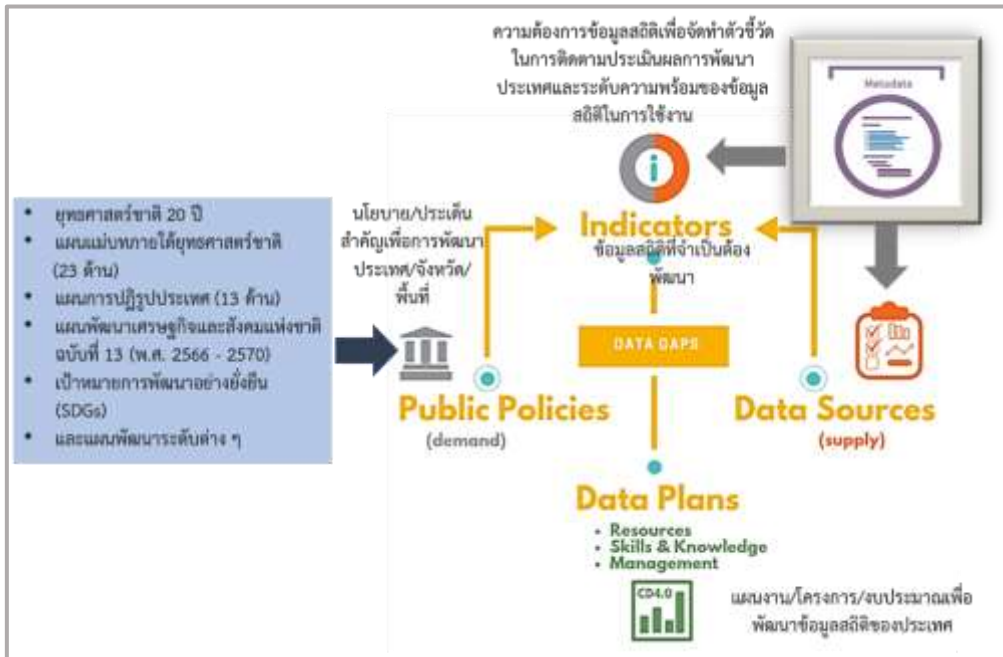 ความต้องการข้อมูลสถิติเพื่อจัดทำตัวชี้วัด
ในการติดตามประเมินผลการพัฒนา
ประเทศและระดับความพร้อมของข้อมูล
สถิติในการใช้งาน
Metadata
• ยุทธศาสตร์ชาติ 20 ปี
• แผนแม่บทภายใต้ยุทธศาสตร์ชาติ
(23 ด้าน)
• แผนการปฏิรูปประเทศ (13 ด้าน)
• แผนพัฒนาเศรษฐกิจและสังคมแห่งชาติ
ฉบับที่ 13 (พ.ศ. 2566 - 2570)
• เป้าหมายการพัฒนาอย่างยั่งยืน
(SDGs)
• และแผนพัฒนาระดับต่าง ๆ
นโยบาย/ประเด็น
สำคัญเพื่อการพัฒนา
ประเทศ/จังหวัด/
พื้นที่
Indicators
ข้อมูลสถิติที่จำเป็นต้อง
พัฒนา
DATA GAPS
Public Policies
(demand)
Data Sources
(supply)
Data Plans
• Resources
• Skills & Knowledge
• Management
CD4.0
แผนงาน/โครงการ/งบประมาณเพื่อ
พัฒนาข้อมูลสถิติของประเทศ